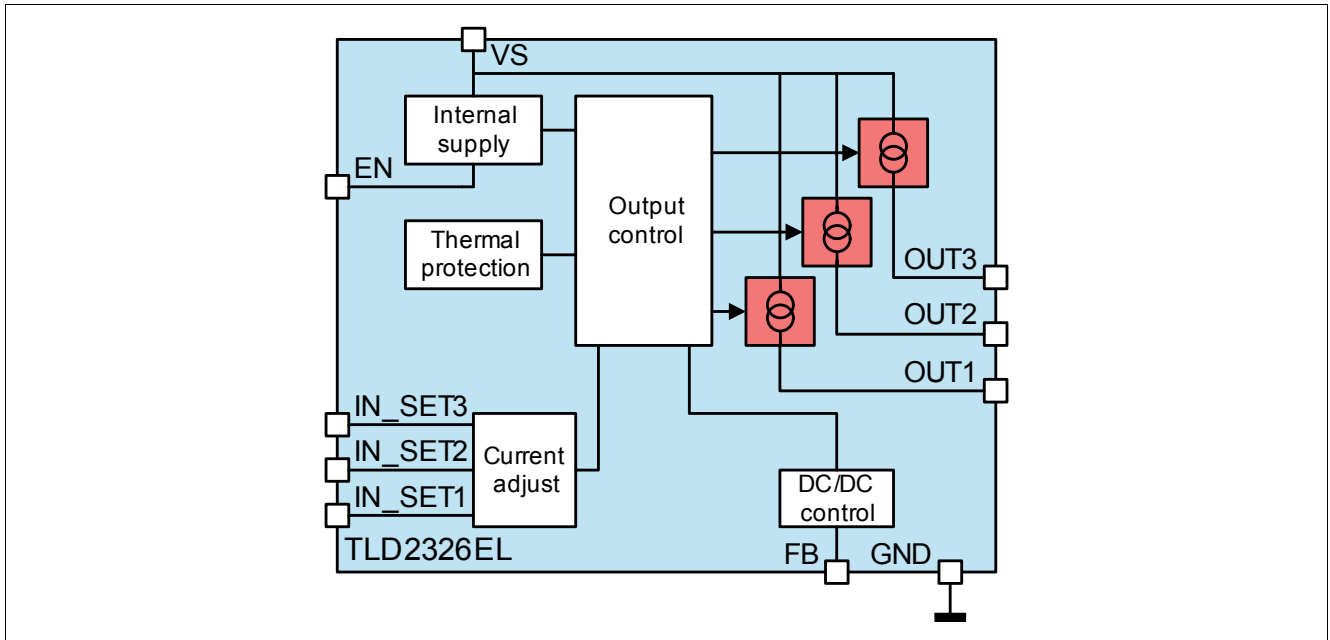 VS
Internal
supply
EN
Output
control
Thermal
protection
OUT3
OUT2
OUT1
IN_SET3
IN_SET2
IN_SET1
Current
adjust
DC/DC
control
TLD2326EL
FB
GND